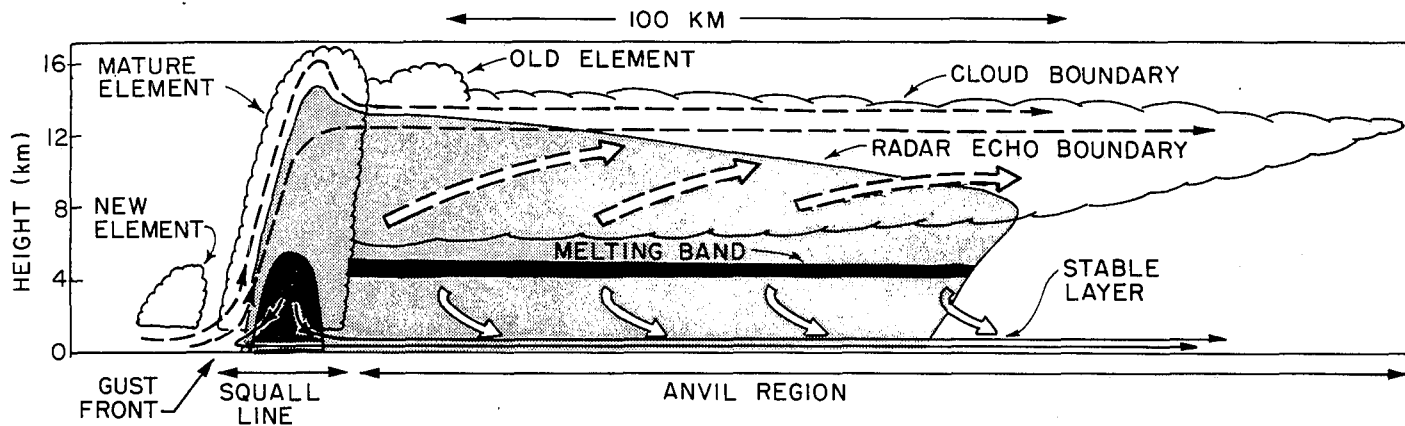 100 KM
16
12
8
4
0
HEIGHT (km)
MATURE
ELEMENT
OLD ELEMENT
CLOUD BOUNDARY
RADAR ECHO BOUNDARY
NEW
ELEMENT
MELTING BAND
STABLE
LAYER
GUST
FRONT
SQUALL
LINE
ANVIL REGION